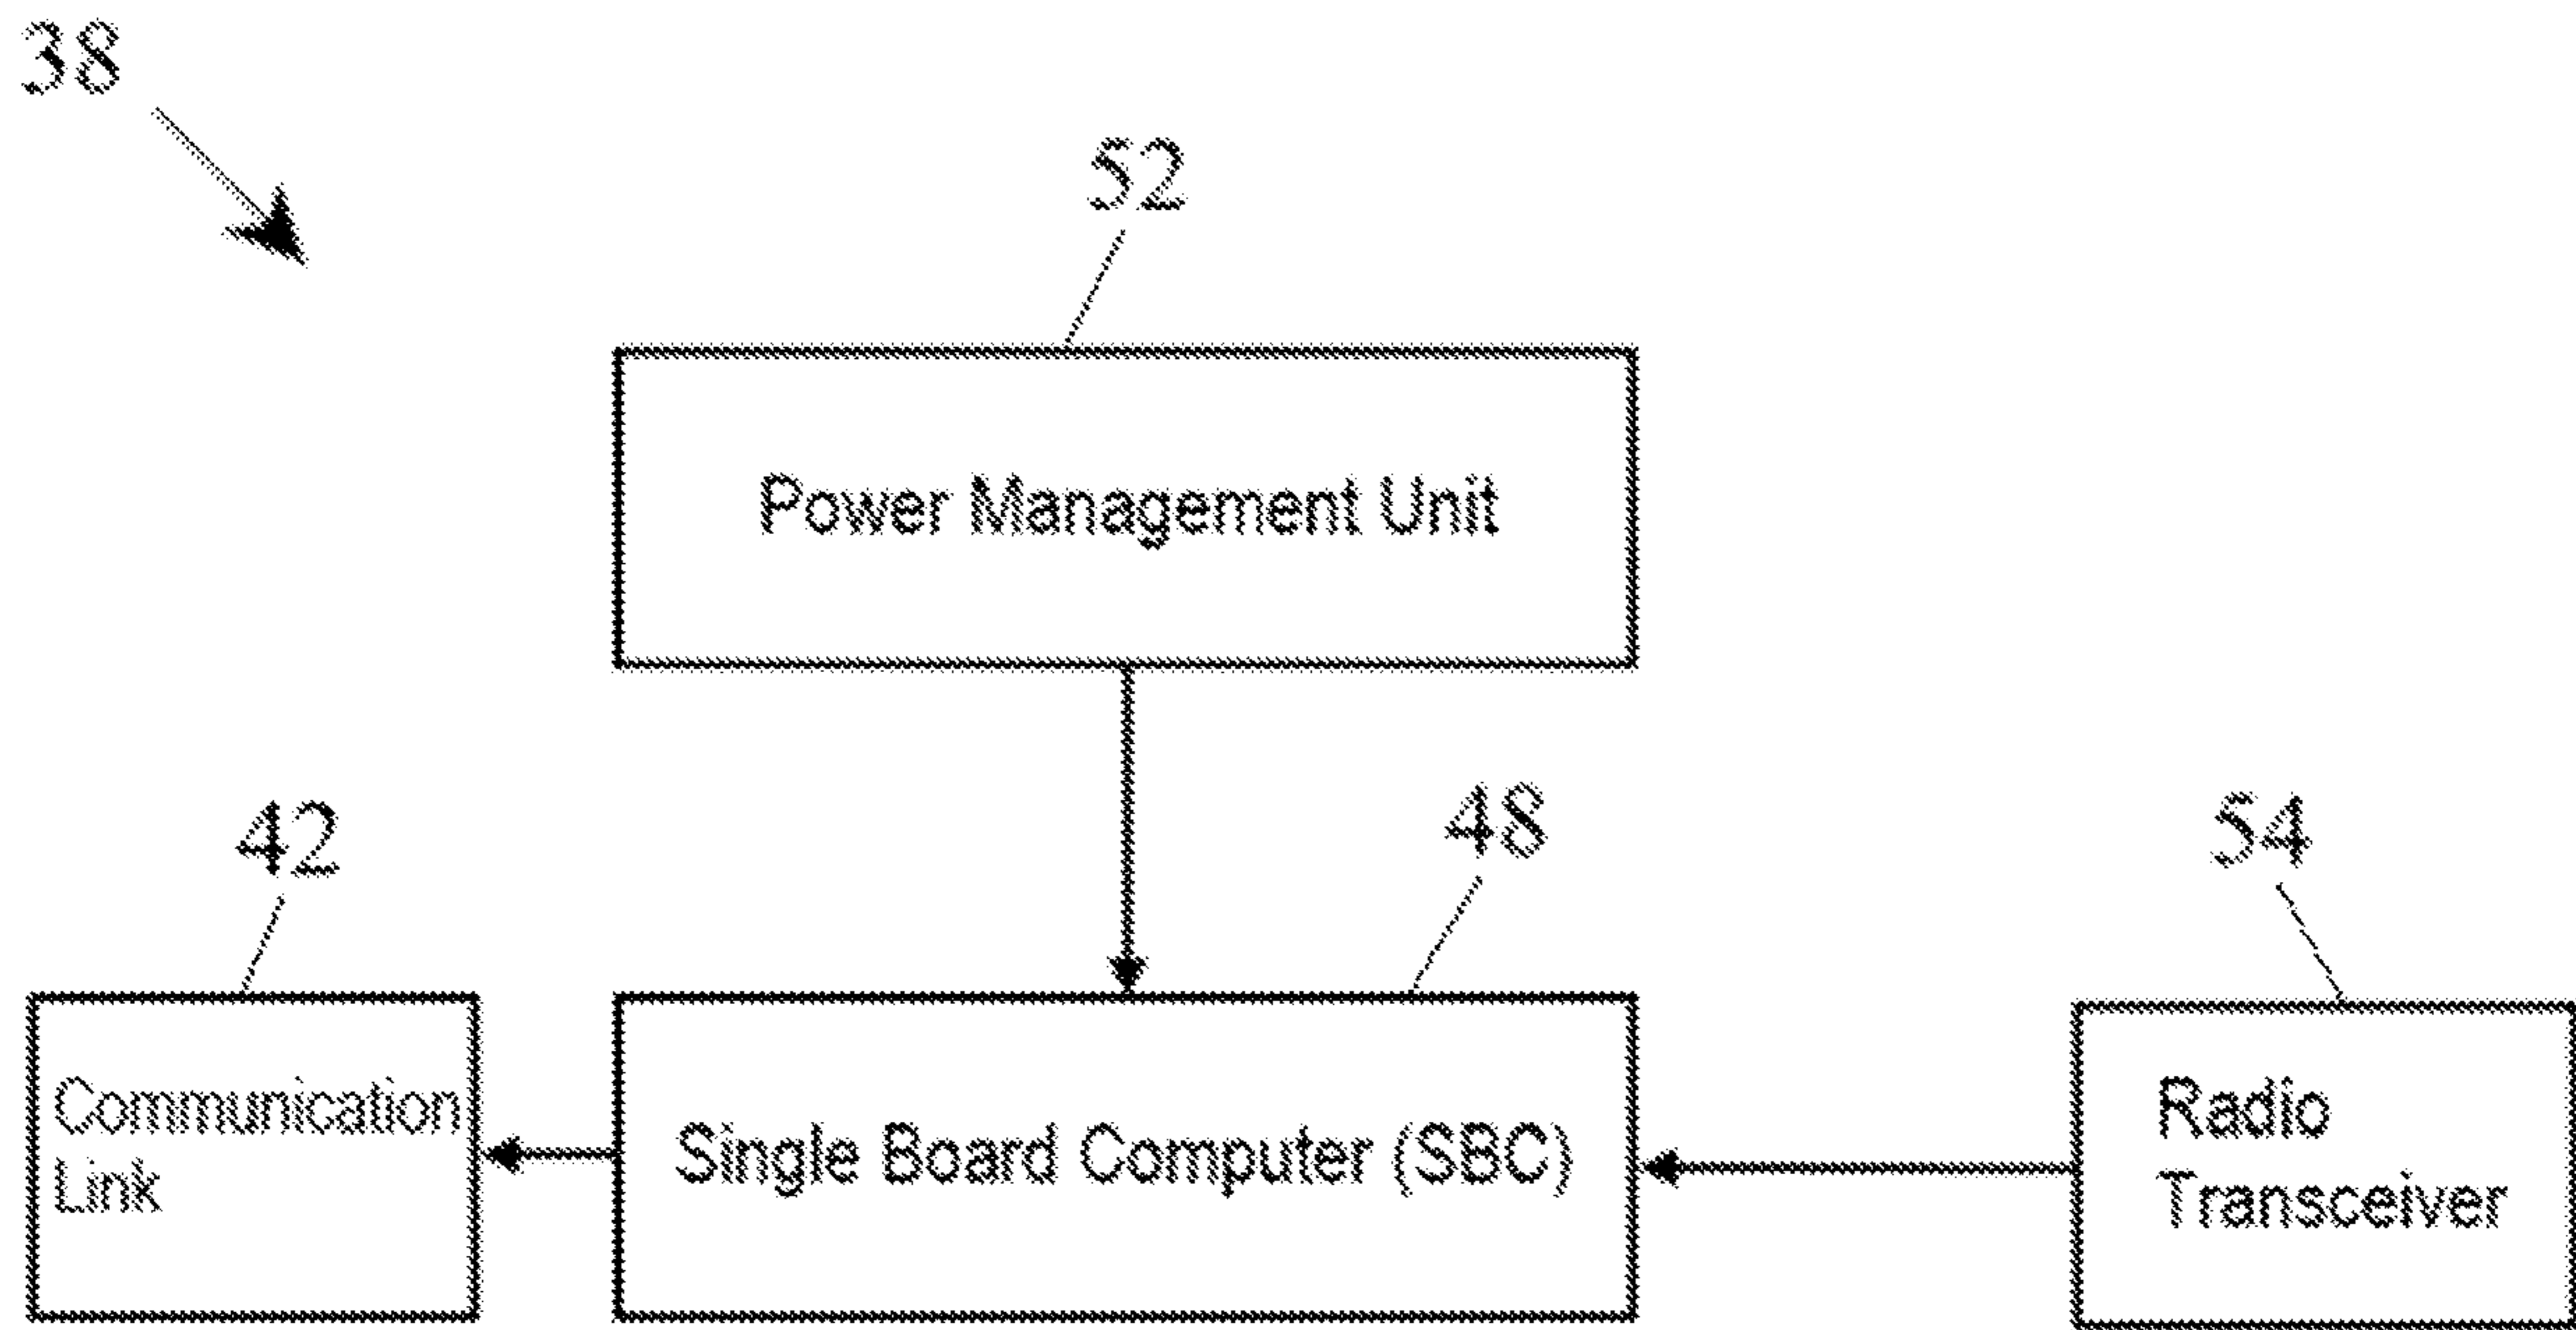 38
52
Power Management Unit
42
48
54
Communication
Link
Single Board Computer (SBC)
Radio
Transceiver